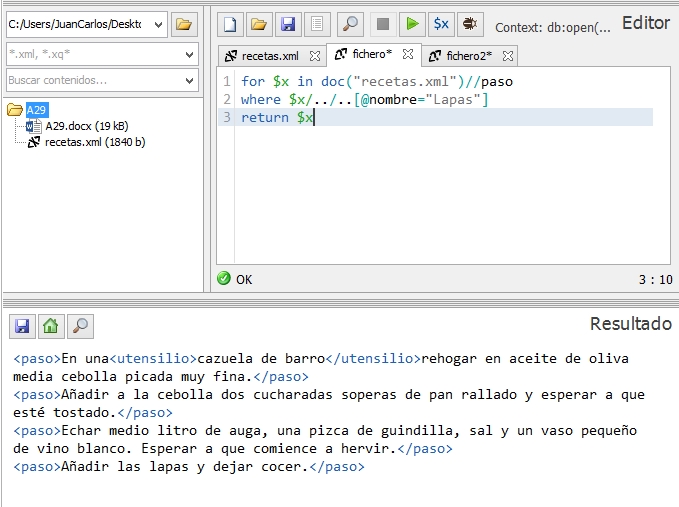 C:/Users/JuanCarlos/Deskto
Context: db:open(...
Editor
*.xml, *.xq*
Buscar contenidos...
recetas.xml
fichero*
fichero2*
A29
A29.docx (19 kB)
recetas.xml (1840 b)
1 for $x in doc("recetas.xml")//paso
2 where $x/../..[@nombre="Lapas"]
3 return $x
OK
3 : 10
Resultado
<paso>En una<utensilio>cazuela de barro</utensilio>rehogar en aceite de oliva
media cebolla picada muy fina.</paso>
<paso>Añadir a la cebolla dos cucharadas soperas de pan rallado y esperar a que
esté tostado.</paso>
<paso>Echar medio litro de auga, una pizca de guindilla, sal y un vaso pequeño
de vino blanco. Esperar a que comience a hervir.</paso>
<paso>Añadir las lapas y dejar cocer.</paso>